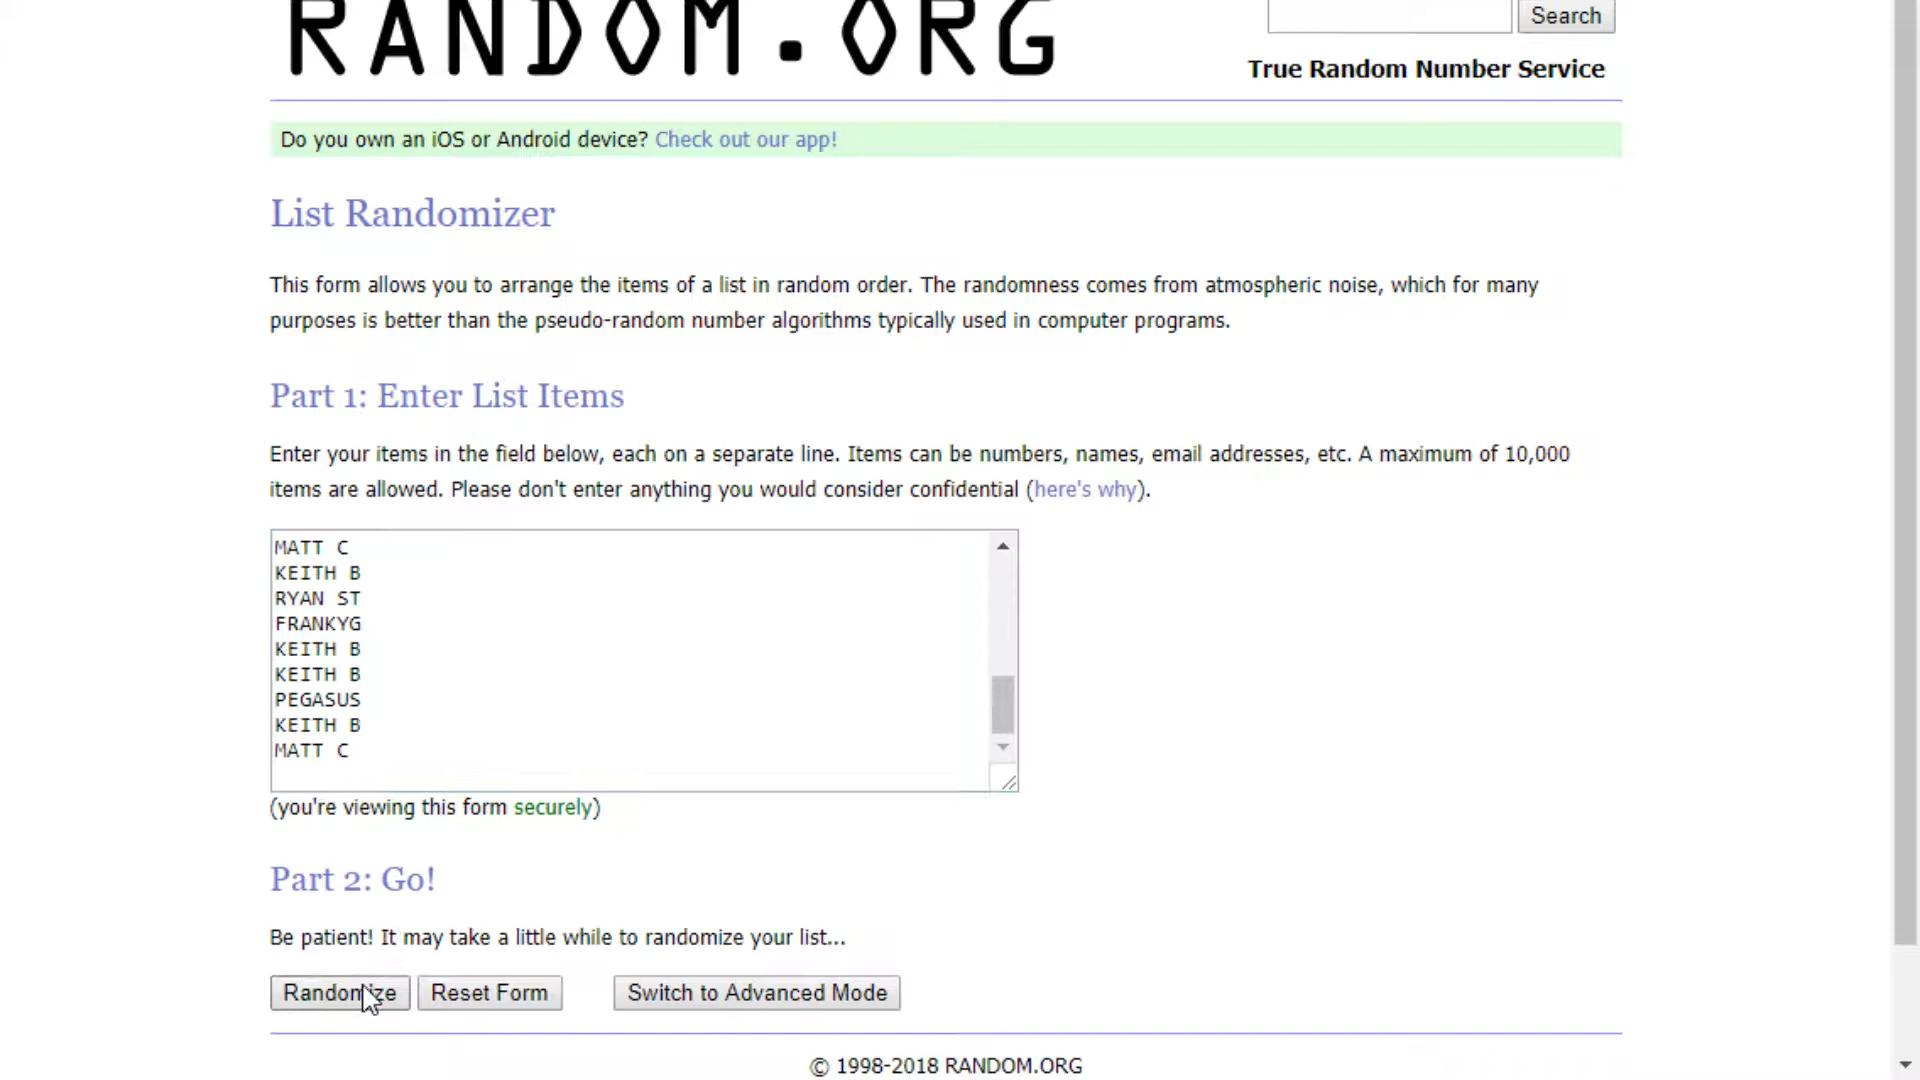 RANDOM.ORG
Search
True Random Number Service
Do you own an iOS or Android device? Check out our app!
List Randomizer
This form allows you to arrange the items of a list in random order. The randomness comes from atmospheric noise, which for many
purposes is better than the pseudo-random number algorithms typically used in computer programs.
Part 1: Enter List Items
Enter your items in the field below, each on a separate line. Items can be numbers, names, email addresses, etc. A maximum of 10,000
items are allowed. Please don't enter anything you would consider confidential (here's why).
MATT C
KEITH B
RYAN ST
FRANKYG
KEITH B
KEITH B
PEGASUS
KEITH B
MATT C
(you're viewing this form securely)
Part 2: Go!
Be patient! It may take a little while to randomize your list...
Randomize Reset Form Switch to Advanced Mode
© 1998-2018 RANDOM.ORG